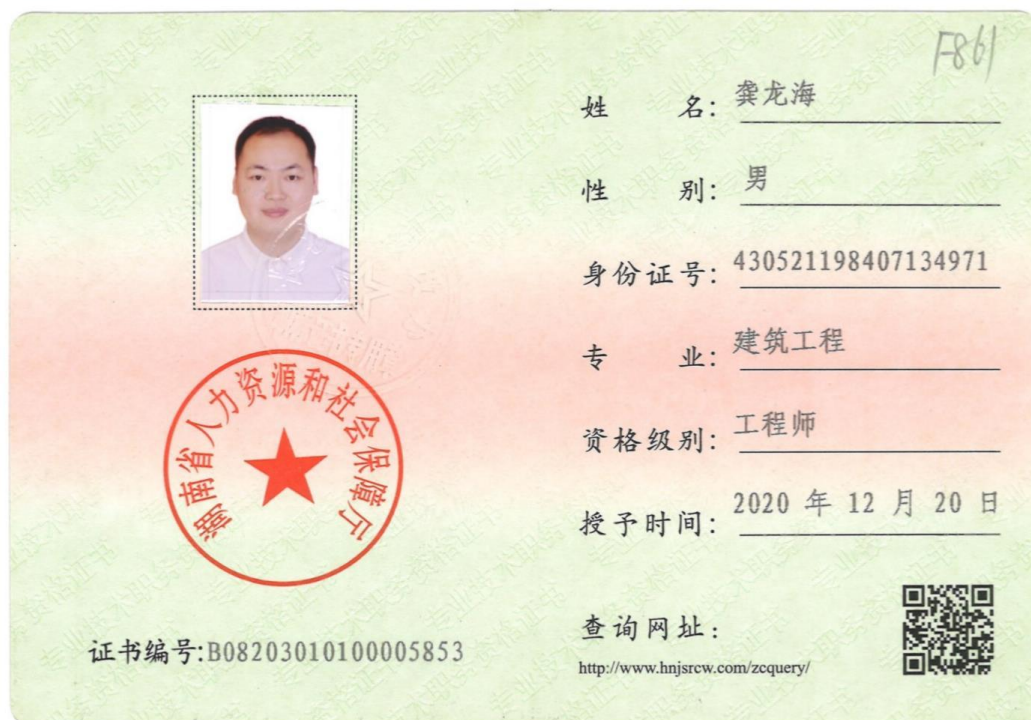 F861
姓 名: 龚龙海
性 别: 男
身份证号: 430521198407134971
专 业: 建筑工程
资格级别: 工程师
授予时间: 2020 年 12 月 20 日
湖南省人力资源和社会保障厅
证书编号:B08203010100005853
查询网址:
http://www.hnjsrcw.com/zcquery/